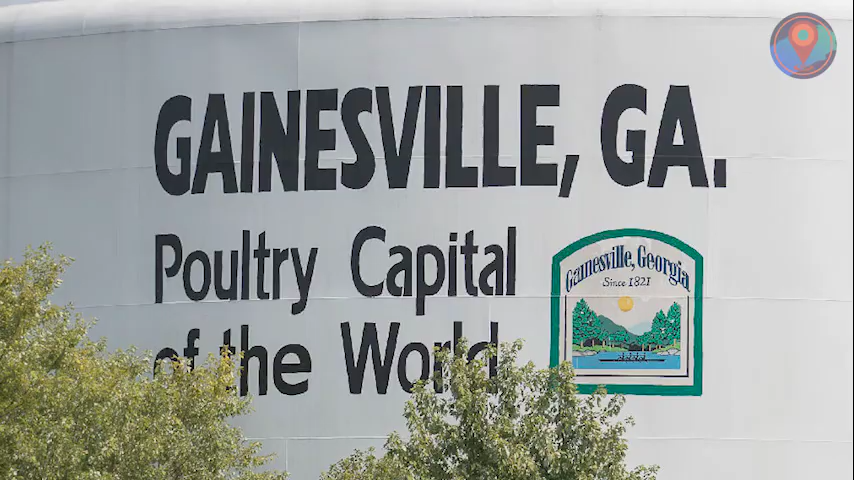 GAINESVILLE, GA.
Poultry Capital
of the World
Gainesville, Georgia
Since 1821